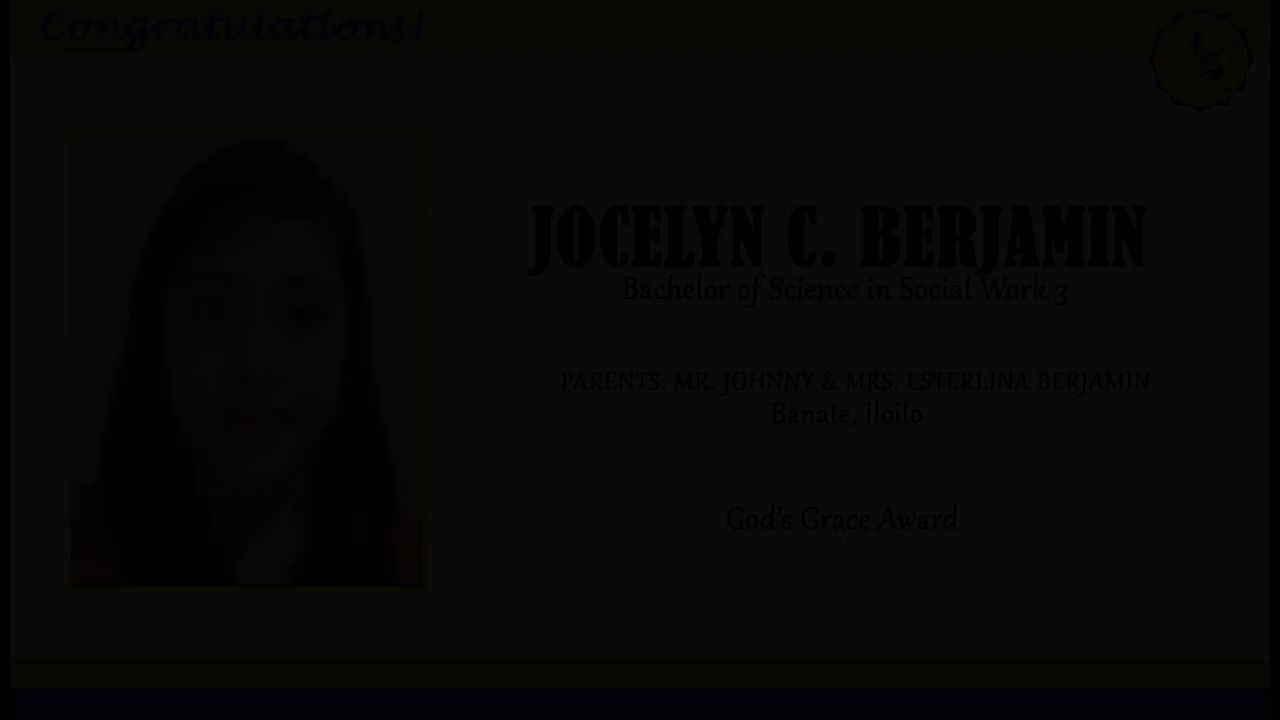 Congratulations!
JOCELYN C. BERJAMIN
Bachelor of Science in Social Work 3
PARENTS: MR. JOHNNY & MRS. ESTERLINA BERJAMIN
Banate, Iloilo
God's Grace Award